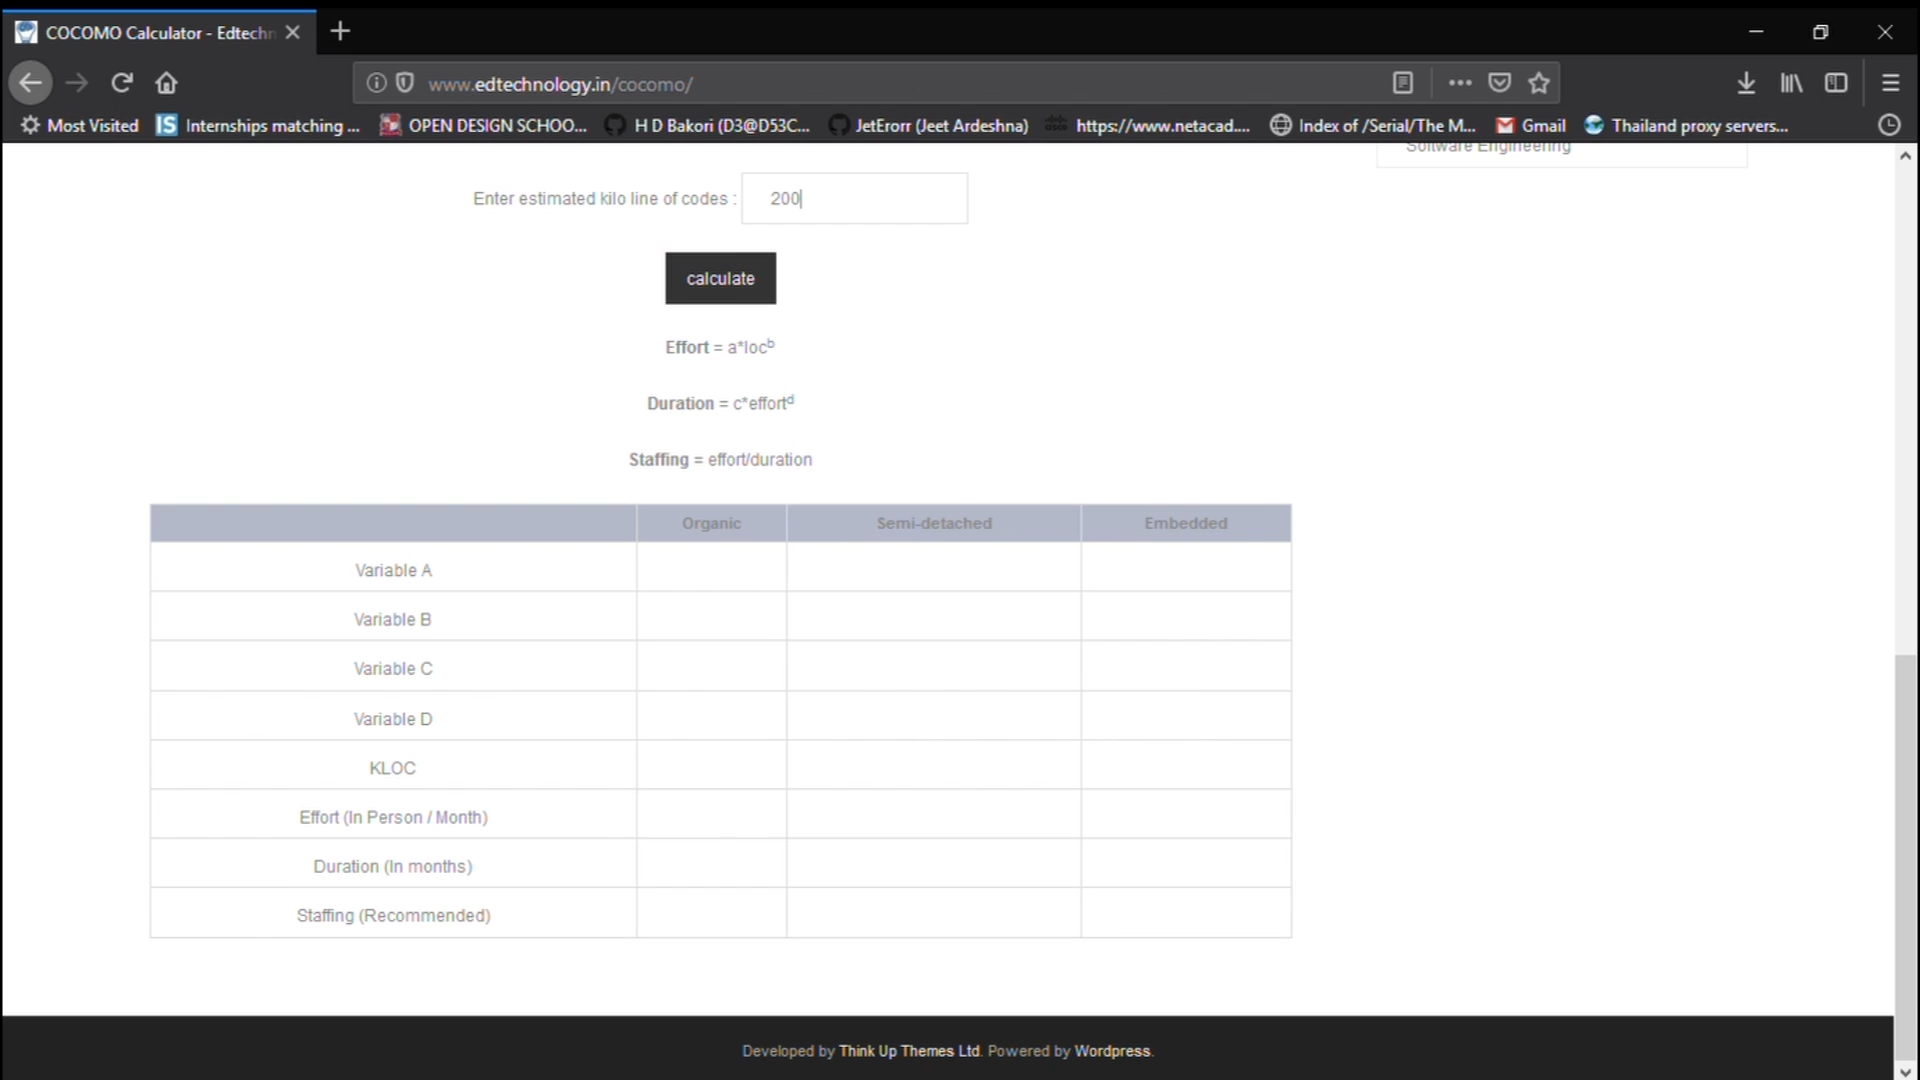 COCOMO Calculator - Edtechn
www.edtechnology.in/cocomo/
Most Visited
IS Internships matching ...
OPEN DESIGN SCHOO...
H D Bakori (D3@D53C...
JetErorr (Jeet Ardeshna)
https://www.netacad....
Index of /Serial/The M...
Gmail
Thailand proxy servers...
Software Engineering
Enter estimated kilo line of codes : 200
calculate
Effort = a*loc^b
Duration = c*effort^d
Staffing = effort/duration
Organic Semi-detached Embedded
Variable A
Variable B
Variable C
Variable D
KLOC
Effort (In Person / Month)
Duration (In months)
Staffing (Recommended)
Developed by Think Up Themes Ltd. Powered by Wordpress.